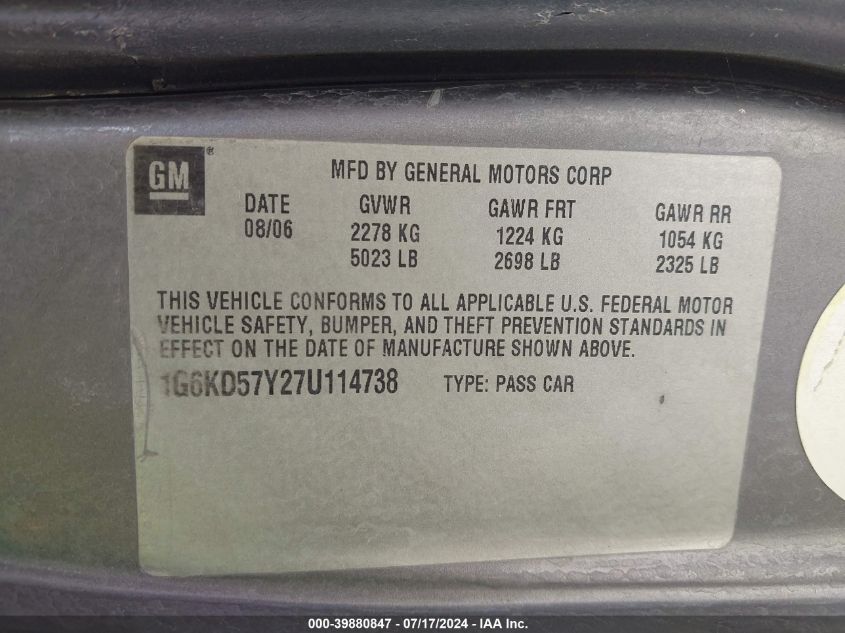 GM®
MFD BY GENERAL MOTORS CORP
DATE GVWR GAWR FRT GAWR RR
08/06 2278 KG 1224 KG 1054 KG
5023 LB 2698 LB 2325 LB
THIS VEHICLE CONFORMS TO ALL APPLICABLE U.S. FEDERAL MOTOR
VEHICLE SAFETY, BUMPER, AND THEFT PREVENTION STANDARDS IN
EFFECT ON THE DATE OF MANUFACTURE SHOWN ABOVE.
1G6KD57Y27U114738 TYPE: PASS CAR
000-39880847 / 07/17/2024 - IAA Inc.